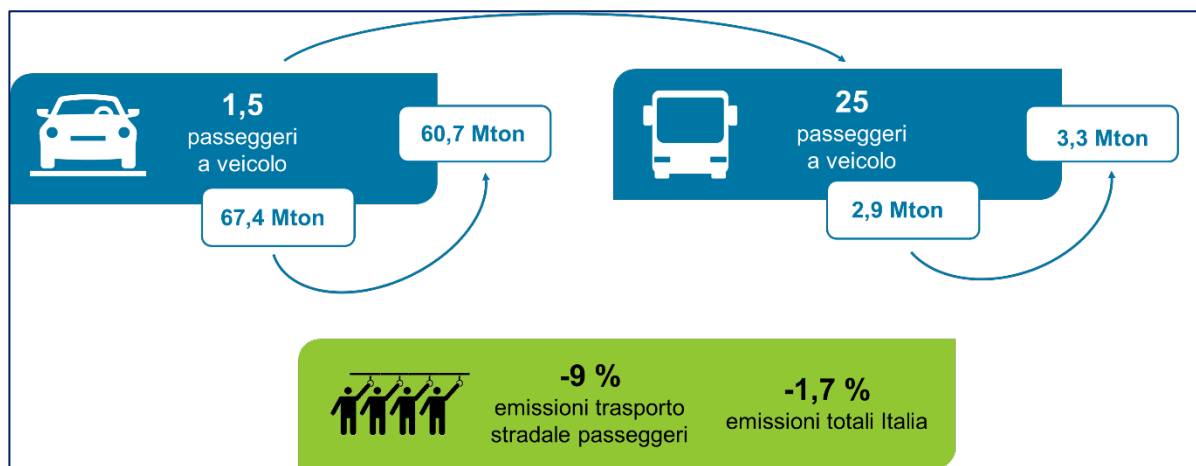 1,5
passeggeri
a veicolo
60,7 Mton
67,4 Mton
25
passeggeri
a veicolo
3,3 Mton
2,9 Mton
-9 %
emissioni trasporto
stradale passeggeri
-1,7 %
emissioni totali Italia